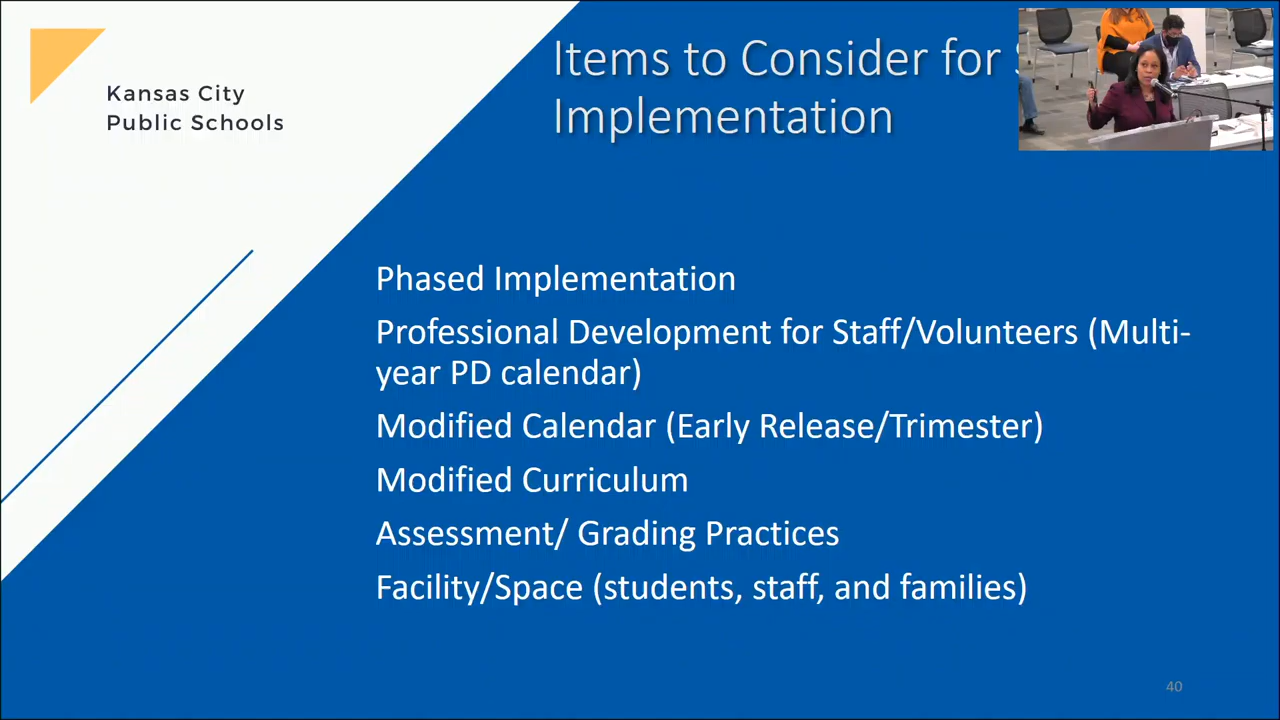 Kansas City
Public Schools
Items to Consider for
Implementation
Phased Implementation
Professional Development for Staff/Volunteers (Multi-
year PD calendar)
Modified Calendar (Early Release/Trimester)
Modified Curriculum
Assessment/ Grading Practices
Facility/Space (students, staff, and families)
40